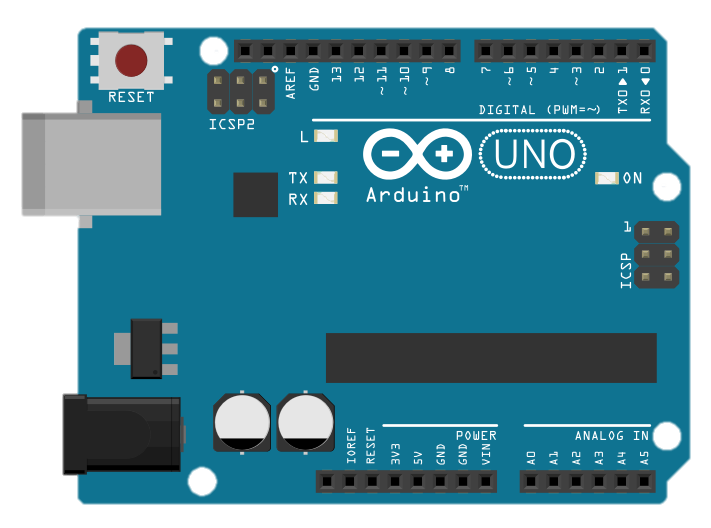 RESET
ICSP2
AREF
GND
13
12
~11
~10
~9
8
7
~6
~5
4
~3
2
TX0▶1
RX0◀0
DIGITAL (PWM=~)
L
TX
RX
UNO
Arduino™
ON
1
ICSP
POWER
ANALOG IN
IOREF
RESET
3V3
5V
GND
GND
VIN
A0
A1
A2
A3
A4
A5